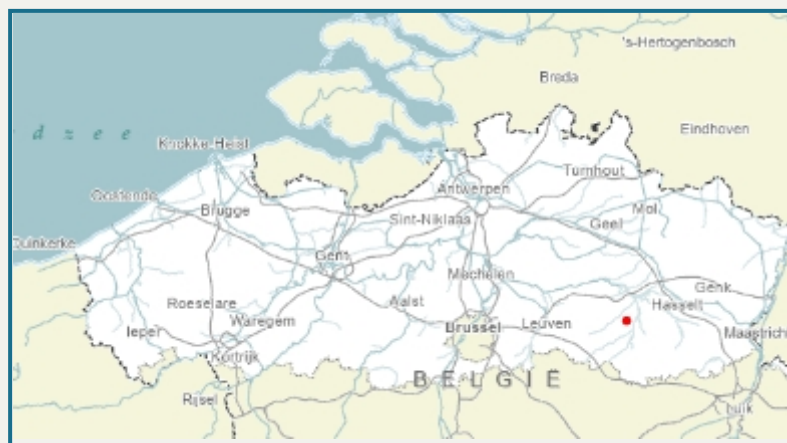 's-Hertogenbosch
Breda
d z e e
Eindhoven
Knokke-Heist
Turnhout
Antwerpen
Oostende
Mol
Brugge
Sint-Niklaas
Geel
Duinkerke
Gent
Mechelen
Genk
Roeselare
Aalst
Hasselt
Waregem
Ieper
Brussel
Leuven
Maastrich
Kortrijk
BELGIË
Rijsel
Luik